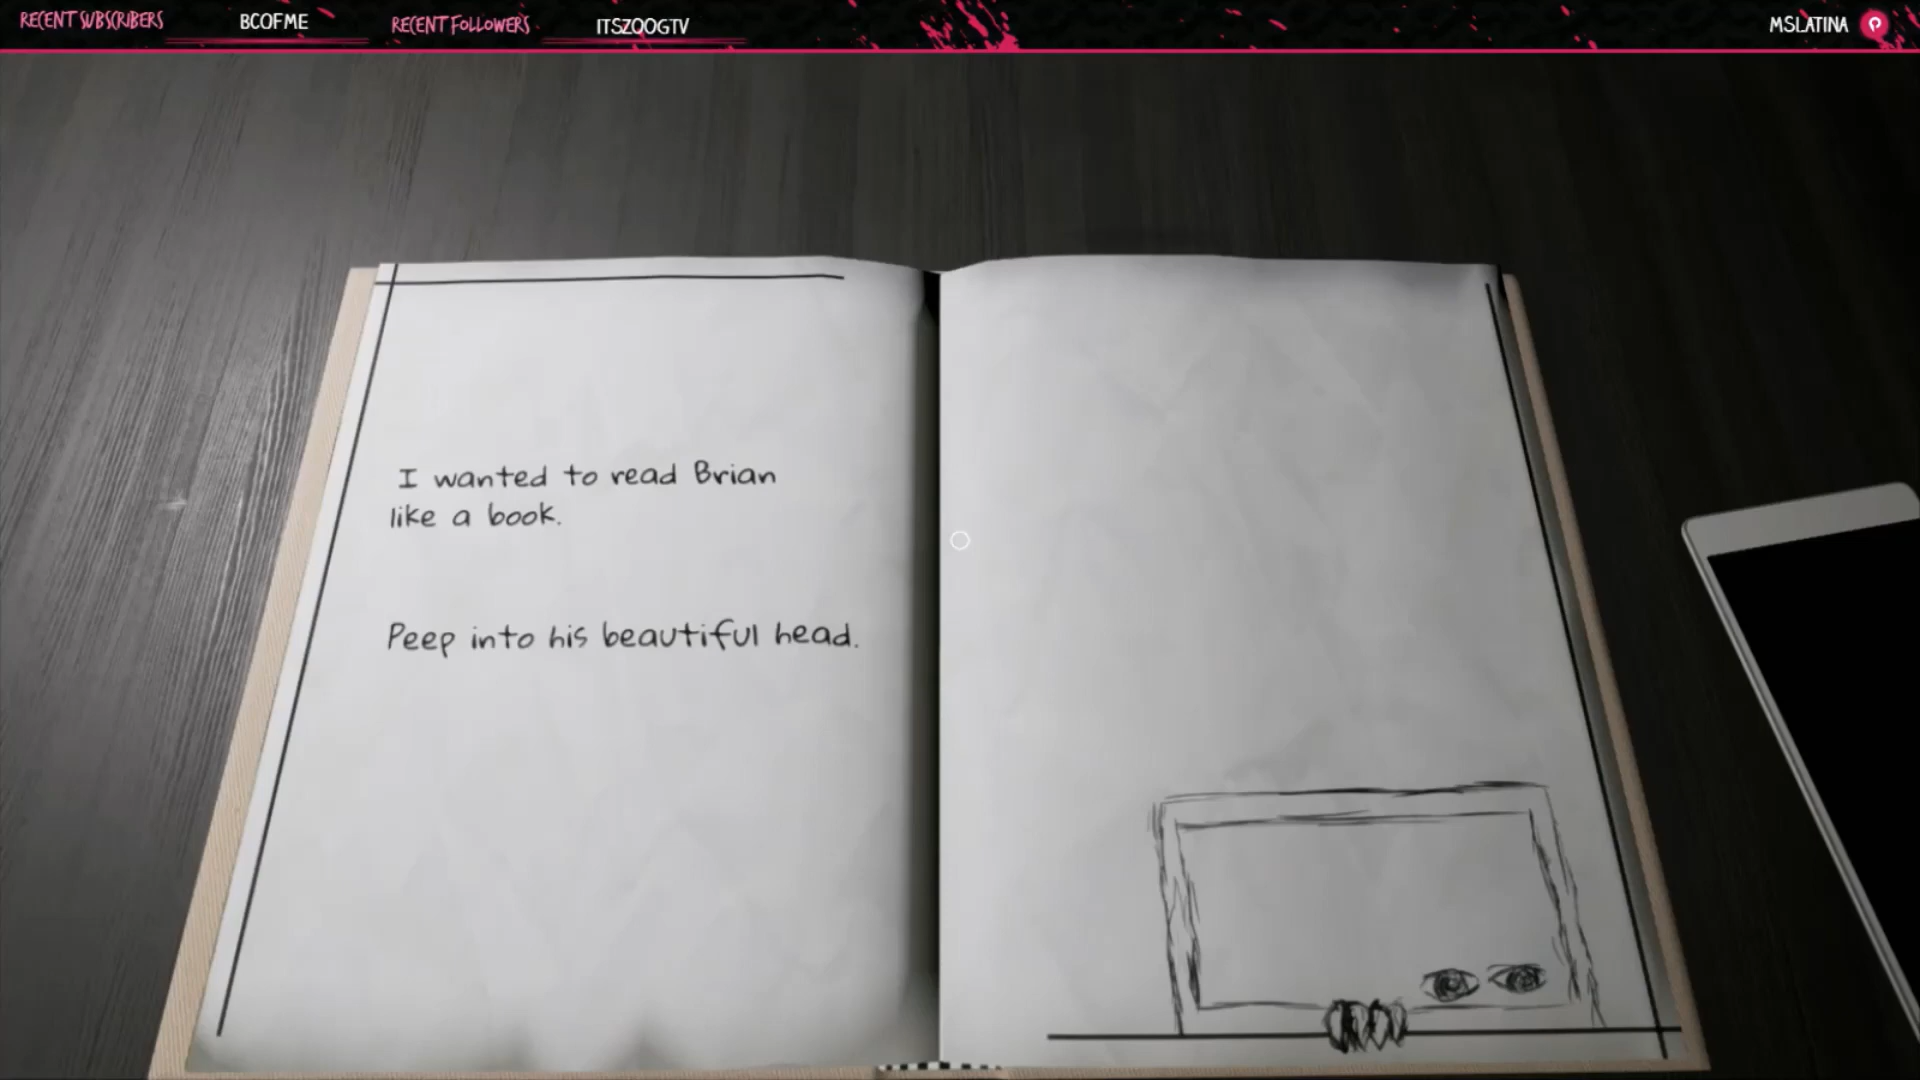 RECENT SUBSCRIBERS BCOFME RECENT FOLLOWERS ITSZOOGTV MSLATINA
I wanted to read Brian
like a book.
Peep into his beautiful head.